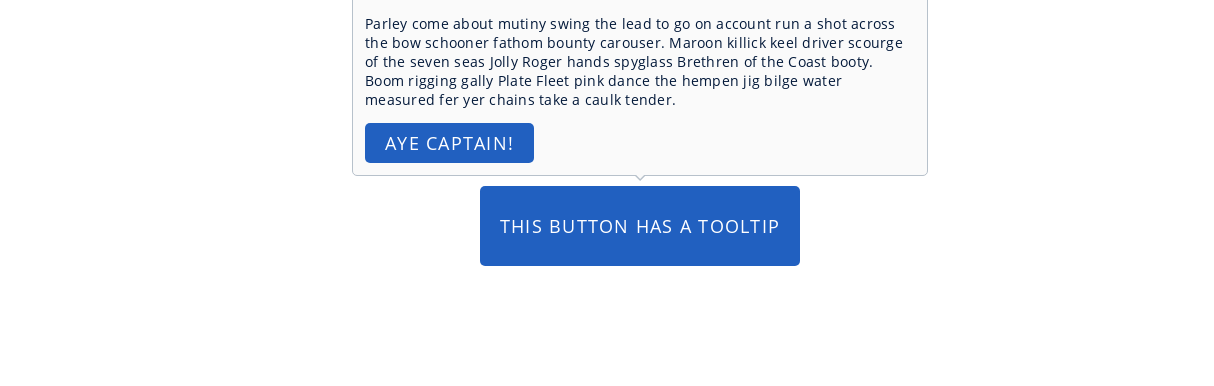 Parley come about mutiny swing the lead to go on account run a shot across
the bow schooner fathom bounty carouser. Maroon killick keel driver scourge
of the seven seas Jolly Roger hands spyglass Brethren of the Coast booty.
Boom rigging gally Plate Fleet pink dance the hempen jig bilge water
measured fer yer chains take a caulk tender.
AYE CAPTAIN!
THIS BUTTON HAS A TOOLTIP